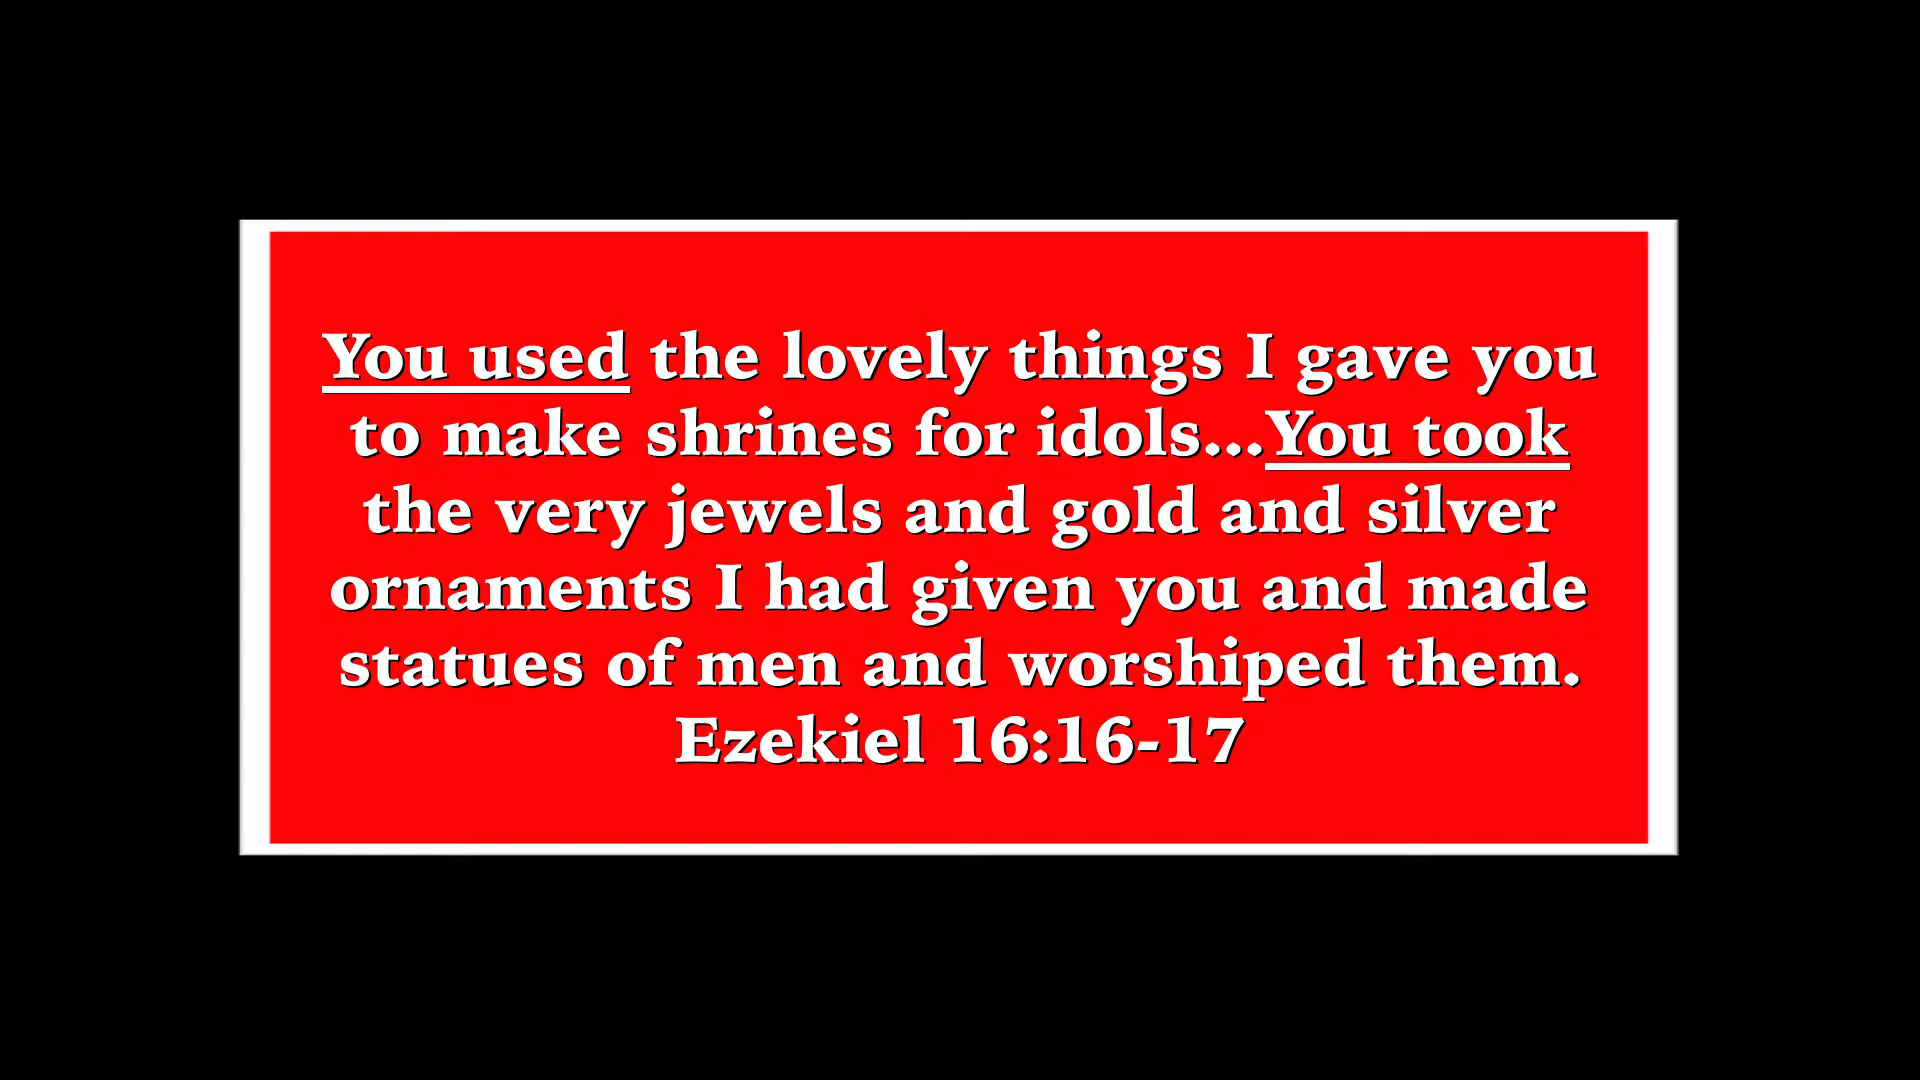 You used the lovely things I gave you
to make shrines for idols...You took
the very jewels and gold and silver
ornaments I had given you and made
statues of men and worshiped them.
Ezekiel 16:16-17